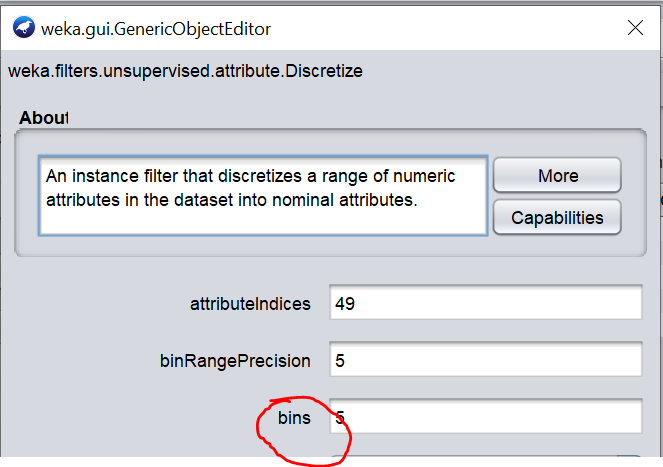 weka.gui.GenericObjectEditor
weka.filters.unsupervised.attribute.Discretize
About
An instance filter that discretizes a range of numeric
attributes in the dataset into nominal attributes.
More
Capabilities
attributeIndices 49
binRangePrecision 5
bins 5